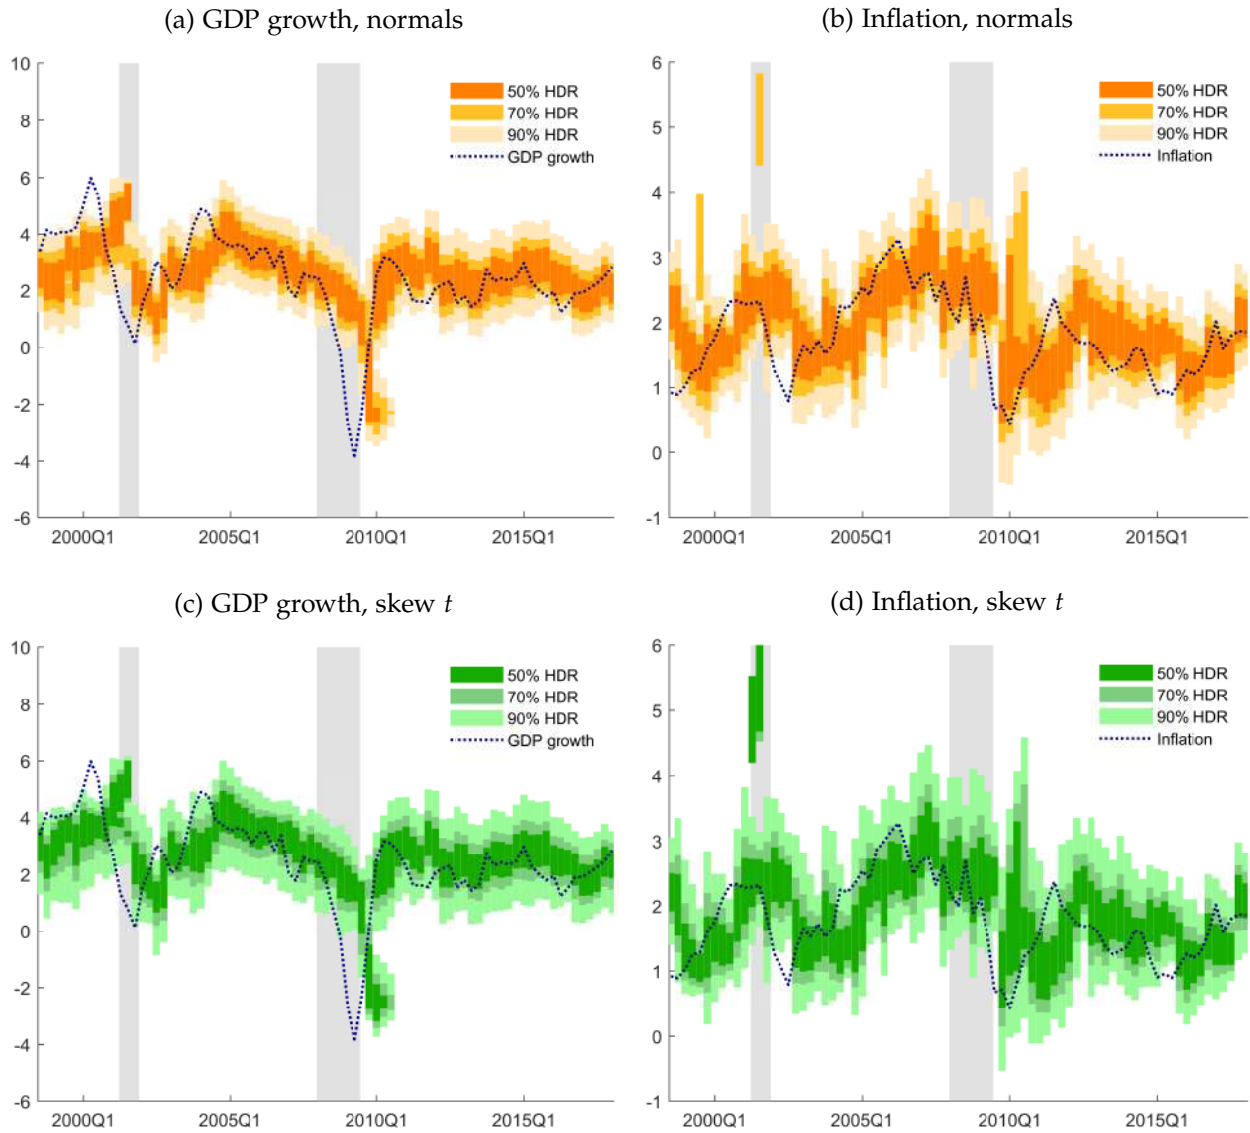 (a) GDP growth, normals
10
8
6
4
2
0
-2
-4
-6
2000Q1 2005Q1 2010Q1 2015Q1
50% HDR
70% HDR
90% HDR
GDP growth
(b) Inflation, normals
6
5
4
3
2
1
0
-1
2000Q1 2005Q1 2010Q1 2015Q1
50% HDR
70% HDR
90% HDR
Inflation
(c) GDP growth, skew t
10
8
6
4
2
0
-2
-4
-6
2000Q1 2005Q1 2010Q1 2015Q1
50% HDR
70% HDR
90% HDR
GDP growth
(d) Inflation, skew t
6
5
4
3
2
1
0
-1
2000Q1 2005Q1 2010Q1 2015Q1
50% HDR
70% HDR
90% HDR
Inflation